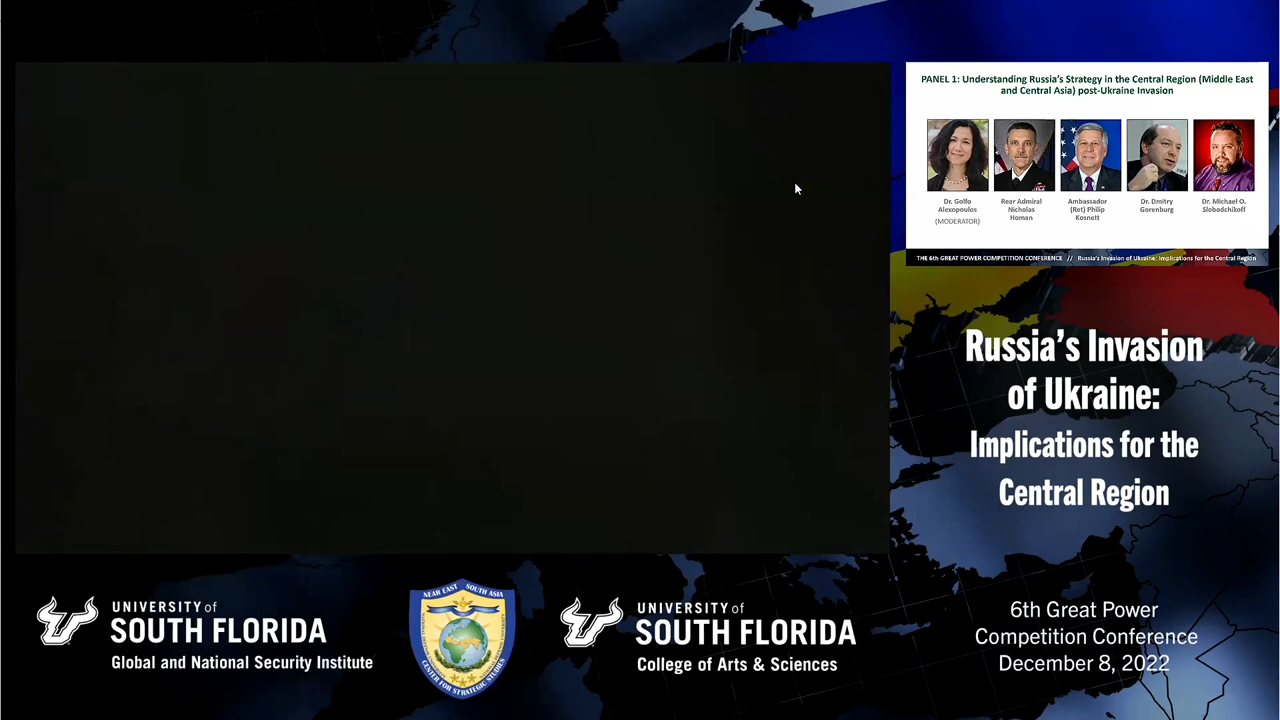 PANEL 1: Understanding Russia's Strategy in the Central Region (Middle East
and Central Asia) post-Ukraine Invasion
Dr. Golfo
Alexopoulos
(MODERATOR)
Rear Admiral
Nicholas
Homan
Ambassador
(Ret) Philip
Kosnett
Dr. Dmitry
Gorenburg
Dr. Michael O.
Slobodchikoff
THE 6th GREAT POWER COMPETITION CONFERENCE // Russia's Invasion of Ukraine: Implications for the Central Region
Russia's Invasion
of Ukraine:
Implications for the
Central Region
UNIVERSITY of
SOUTH FLORIDA
Global and National Security Institute
NEAR EAST SOUTH ASIA
CENTER FOR STRATEGIC STUDIES
UNIVERSITY of
SOUTH FLORIDA
College of Arts & Sciences
6th Great Power
Competition Conference
December 8, 2022